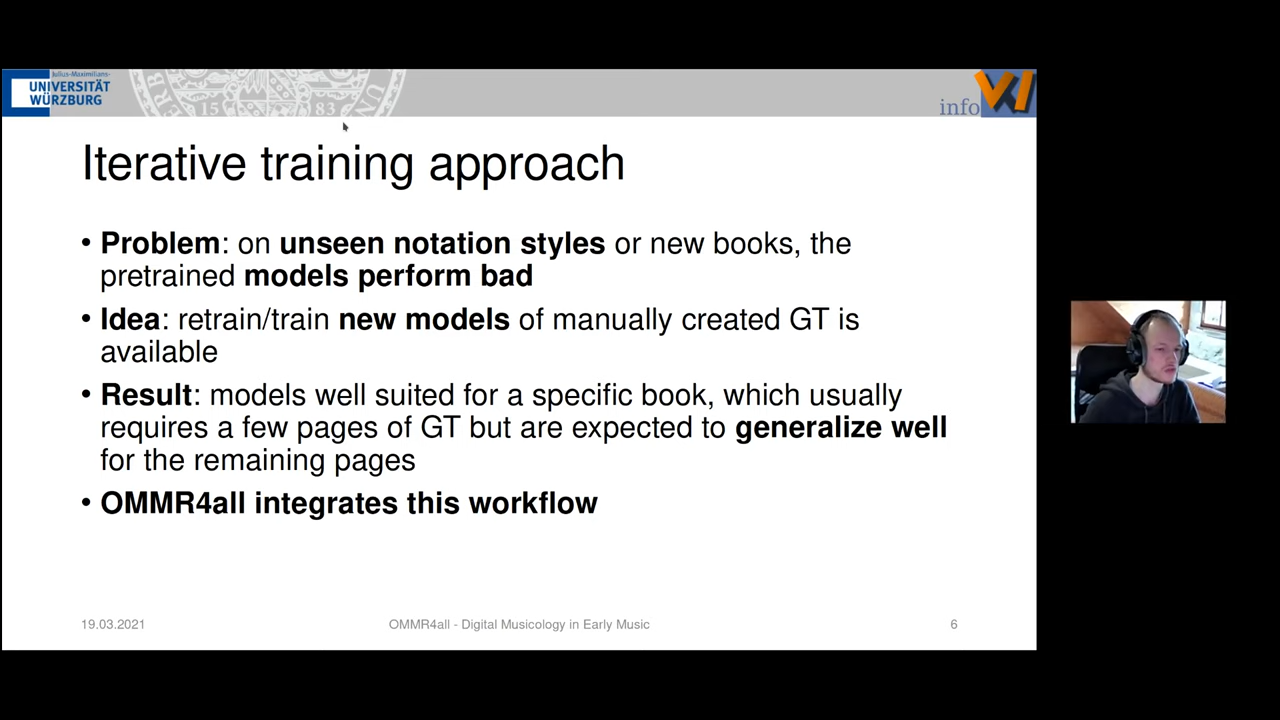 Julius-Maximilians-
UNIVERSITÄT
WÜRZBURG
15 83
info
VI
Iterative training approach
• Problem: on unseen notation styles or new books, the
pretrained models perform bad
• Idea: retrain/train new models of manually created GT is
available
• Result: models well suited for a specific book, which usually
requires a few pages of GT but are expected to generalize well
for the remaining pages
• OMMR4all integrates this workflow
19.03.2021
OMMR4all - Digital Musicology in Early Music
6